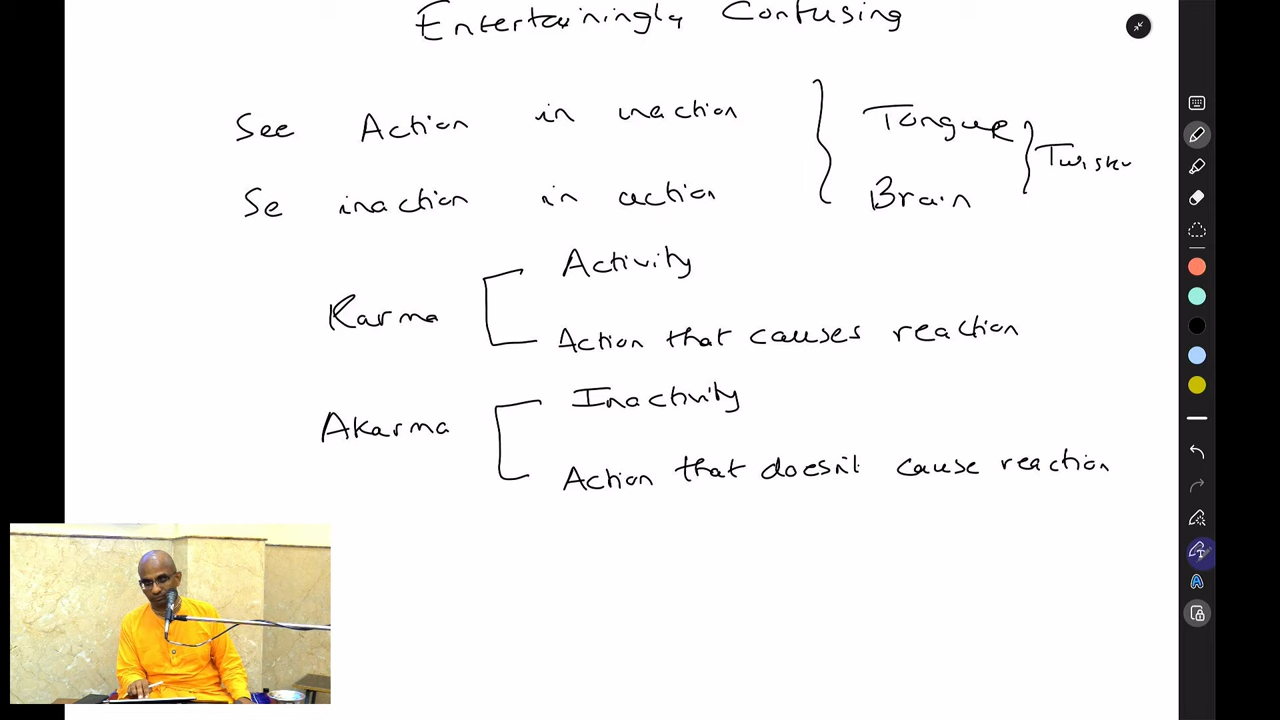 Entertainingly Confusing
See Action in inaction
Tongue
Twister
Se inaction in action
Brain
Activity
Karma
Action that causes reaction
Inactivity
Akarma
Action that doesn't cause reaction